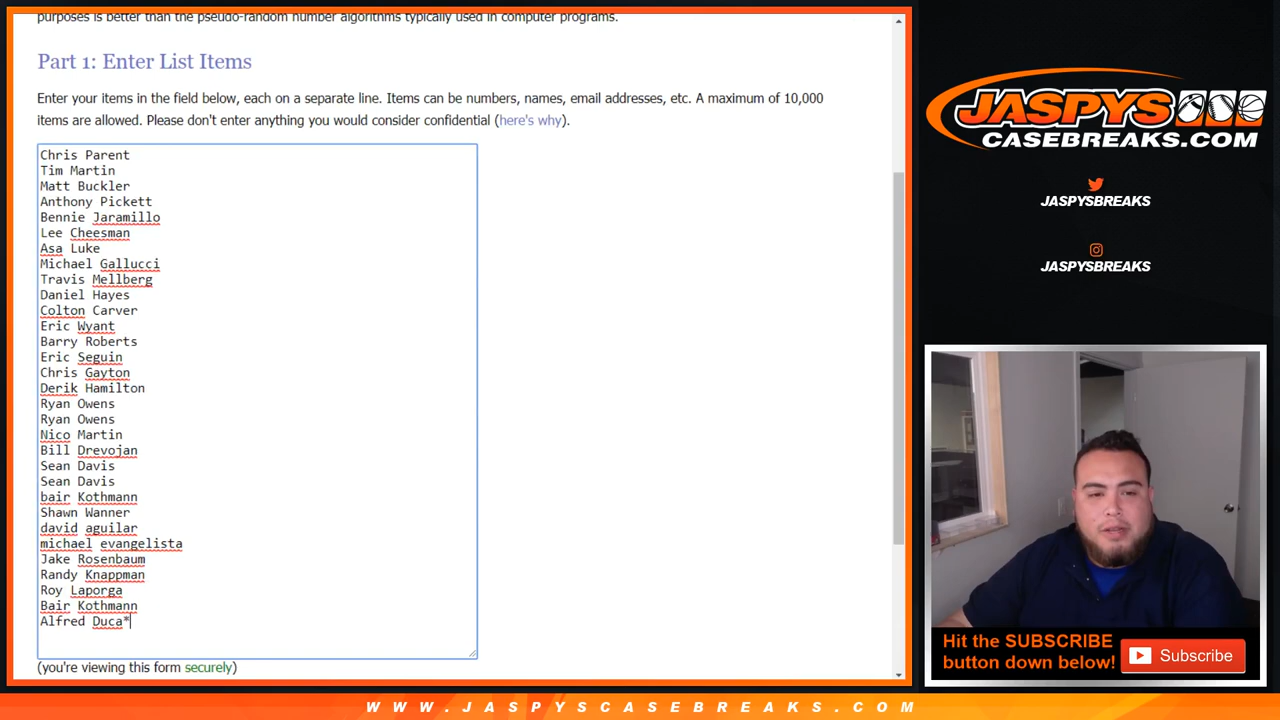 purposes is better than the pseudo-random number algorithms typically used in computer programs.
Part 1: Enter List Items
Enter your items in the field below, each on a separate line. Items can be numbers, names, email addresses, etc. A maximum of 10,000
items are allowed. Please don't enter anything you would consider confidential (here's why).
Chris Parent
Tim Martin
Matt Buckler
Anthony Pickett
Bennie Jaramillo
Lee Cheesman
Asa Luke
Michael Gallucci
Travis Mellberg
Daniel Hayes
Colton Carver
Eric Wyant
Barry Roberts
Eric Seguin
Chris Gayton
Derik Hamilton
Ryan Owens
Ryan Owens
Nico Martin
Bill Drevojan
Sean Davis
Sean Davis
bair Kothmann
Shawn Wanner
david aguilar
michael evangelista
Jake Rosenbaum
Randy Knappman
Roy Laporga
Bair Kothmann
Alfred Duca*
(you're viewing this form securely)
JASPYS
CASEBREAKS.COM
JASPYSBREAKS
JASPYSBREAKS
Hit the SUBSCRIBE
button down below!
Subscribe
WWW.JASPYSCASEBREAKS.COM